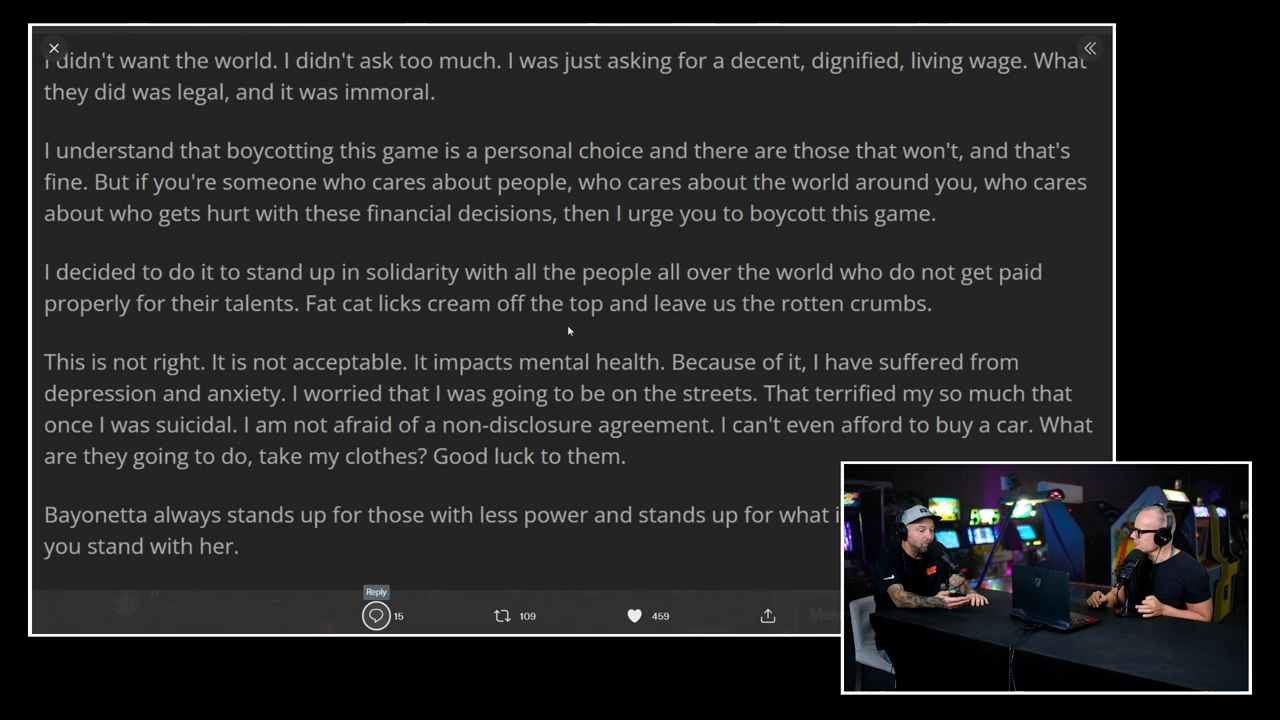 I didn't want the world. I didn't ask too much. I was just asking for a decent, dignified, living wage. What
they did was legal, and it was immoral.
I understand that boycotting this game is a personal choice and there are those that won't, and that's
fine. But if you're someone who cares about people, who cares about the world around you, who cares
about who gets hurt with these financial decisions, then I urge you to boycott this game.
I decided to do it to stand up in solidarity with all the people all over the world who do not get paid
properly for their talents. Fat cat licks cream off the top and leave us the rotten crumbs.
This is not right. It is not acceptable. It impacts mental health. Because of it, I have suffered from
depression and anxiety. I worried that I was going to be on the streets. That terrified my so much that
once I was suicidal. I am not afraid of a non-disclosure agreement. I can't even afford to buy a car. What
are they going to do, take my clothes? Good luck to them.
Bayonetta always stands up for those with less power and stands up for what i
you stand with her.
Reply
15 109 459